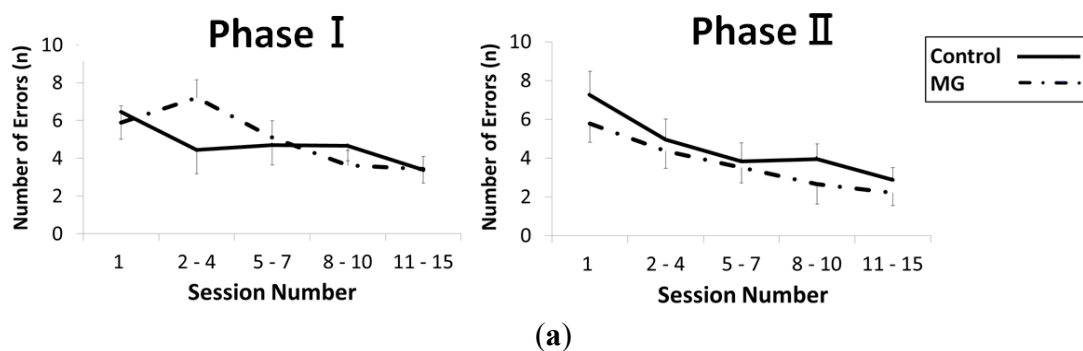 Phase Ⅰ
Number of Errors (n)
10
8
6
4
2
0
1
2 - 4
5 - 7
8 - 10
11 - 15
Session Number
Phase Ⅱ
Number of Errors (n)
10
8
6
4
2
0
1
2 - 4
5 - 7
8 - 10
11 - 15
Session Number
Control
MG
(a)